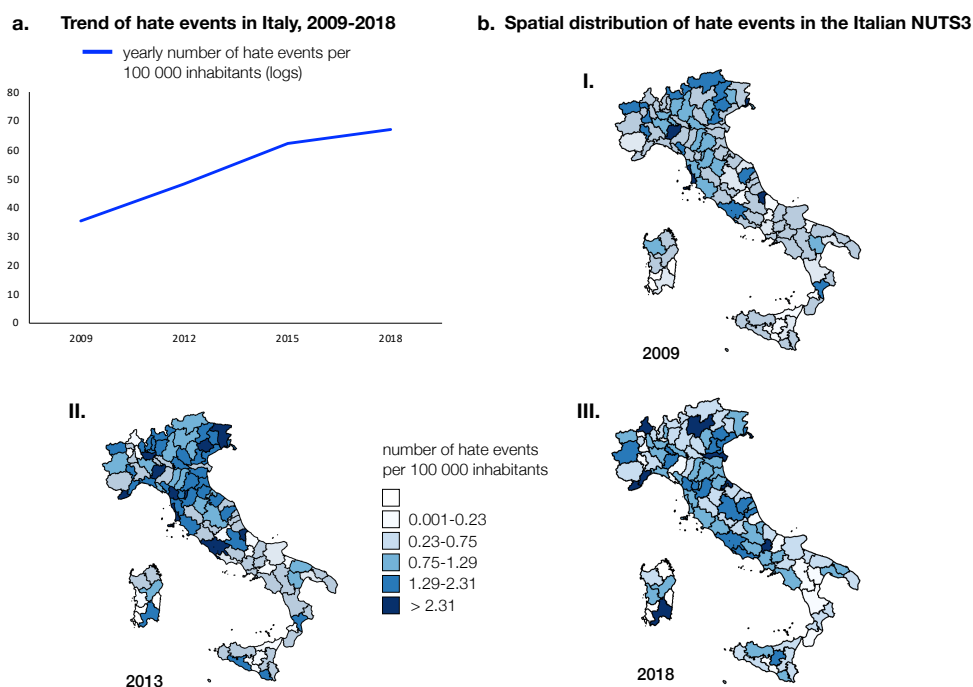 a. Trend of hate events in Italy, 2009-2018
yearly number of hate events per
100 000 inhabitants (logs)
80
70
60
50
40
30
20
10
0
2009 2012 2015 2018
b. Spatial distribution of hate events in the Italian NUTS3
I.
2009
II.
2013
number of hate events
per 100 000 inhabitants
0.001-0.23
0.23-0.75
0.75-1.29
1.29-2.31
> 2.31
III.
2018